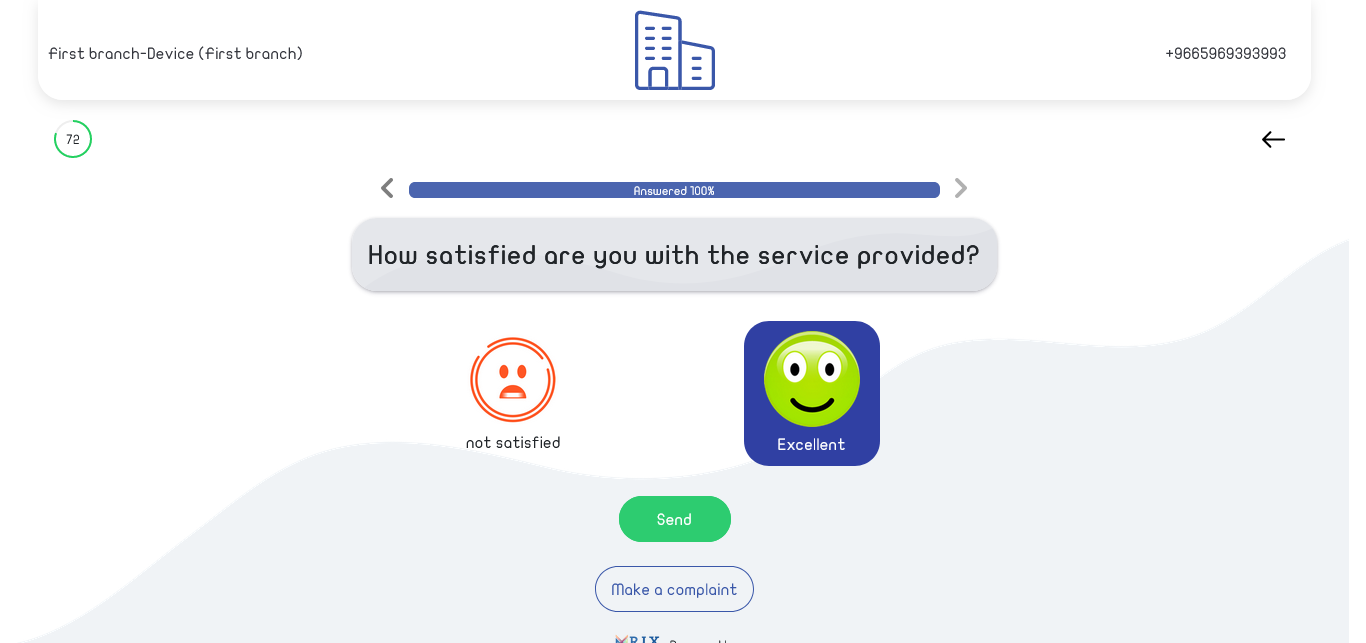 First branch-Device (First branch)
+9665969393993
72
Answered 100%
How satisfied are you with the service provided?
not satisfied
Excellent
Send
Make a complaint
RIX